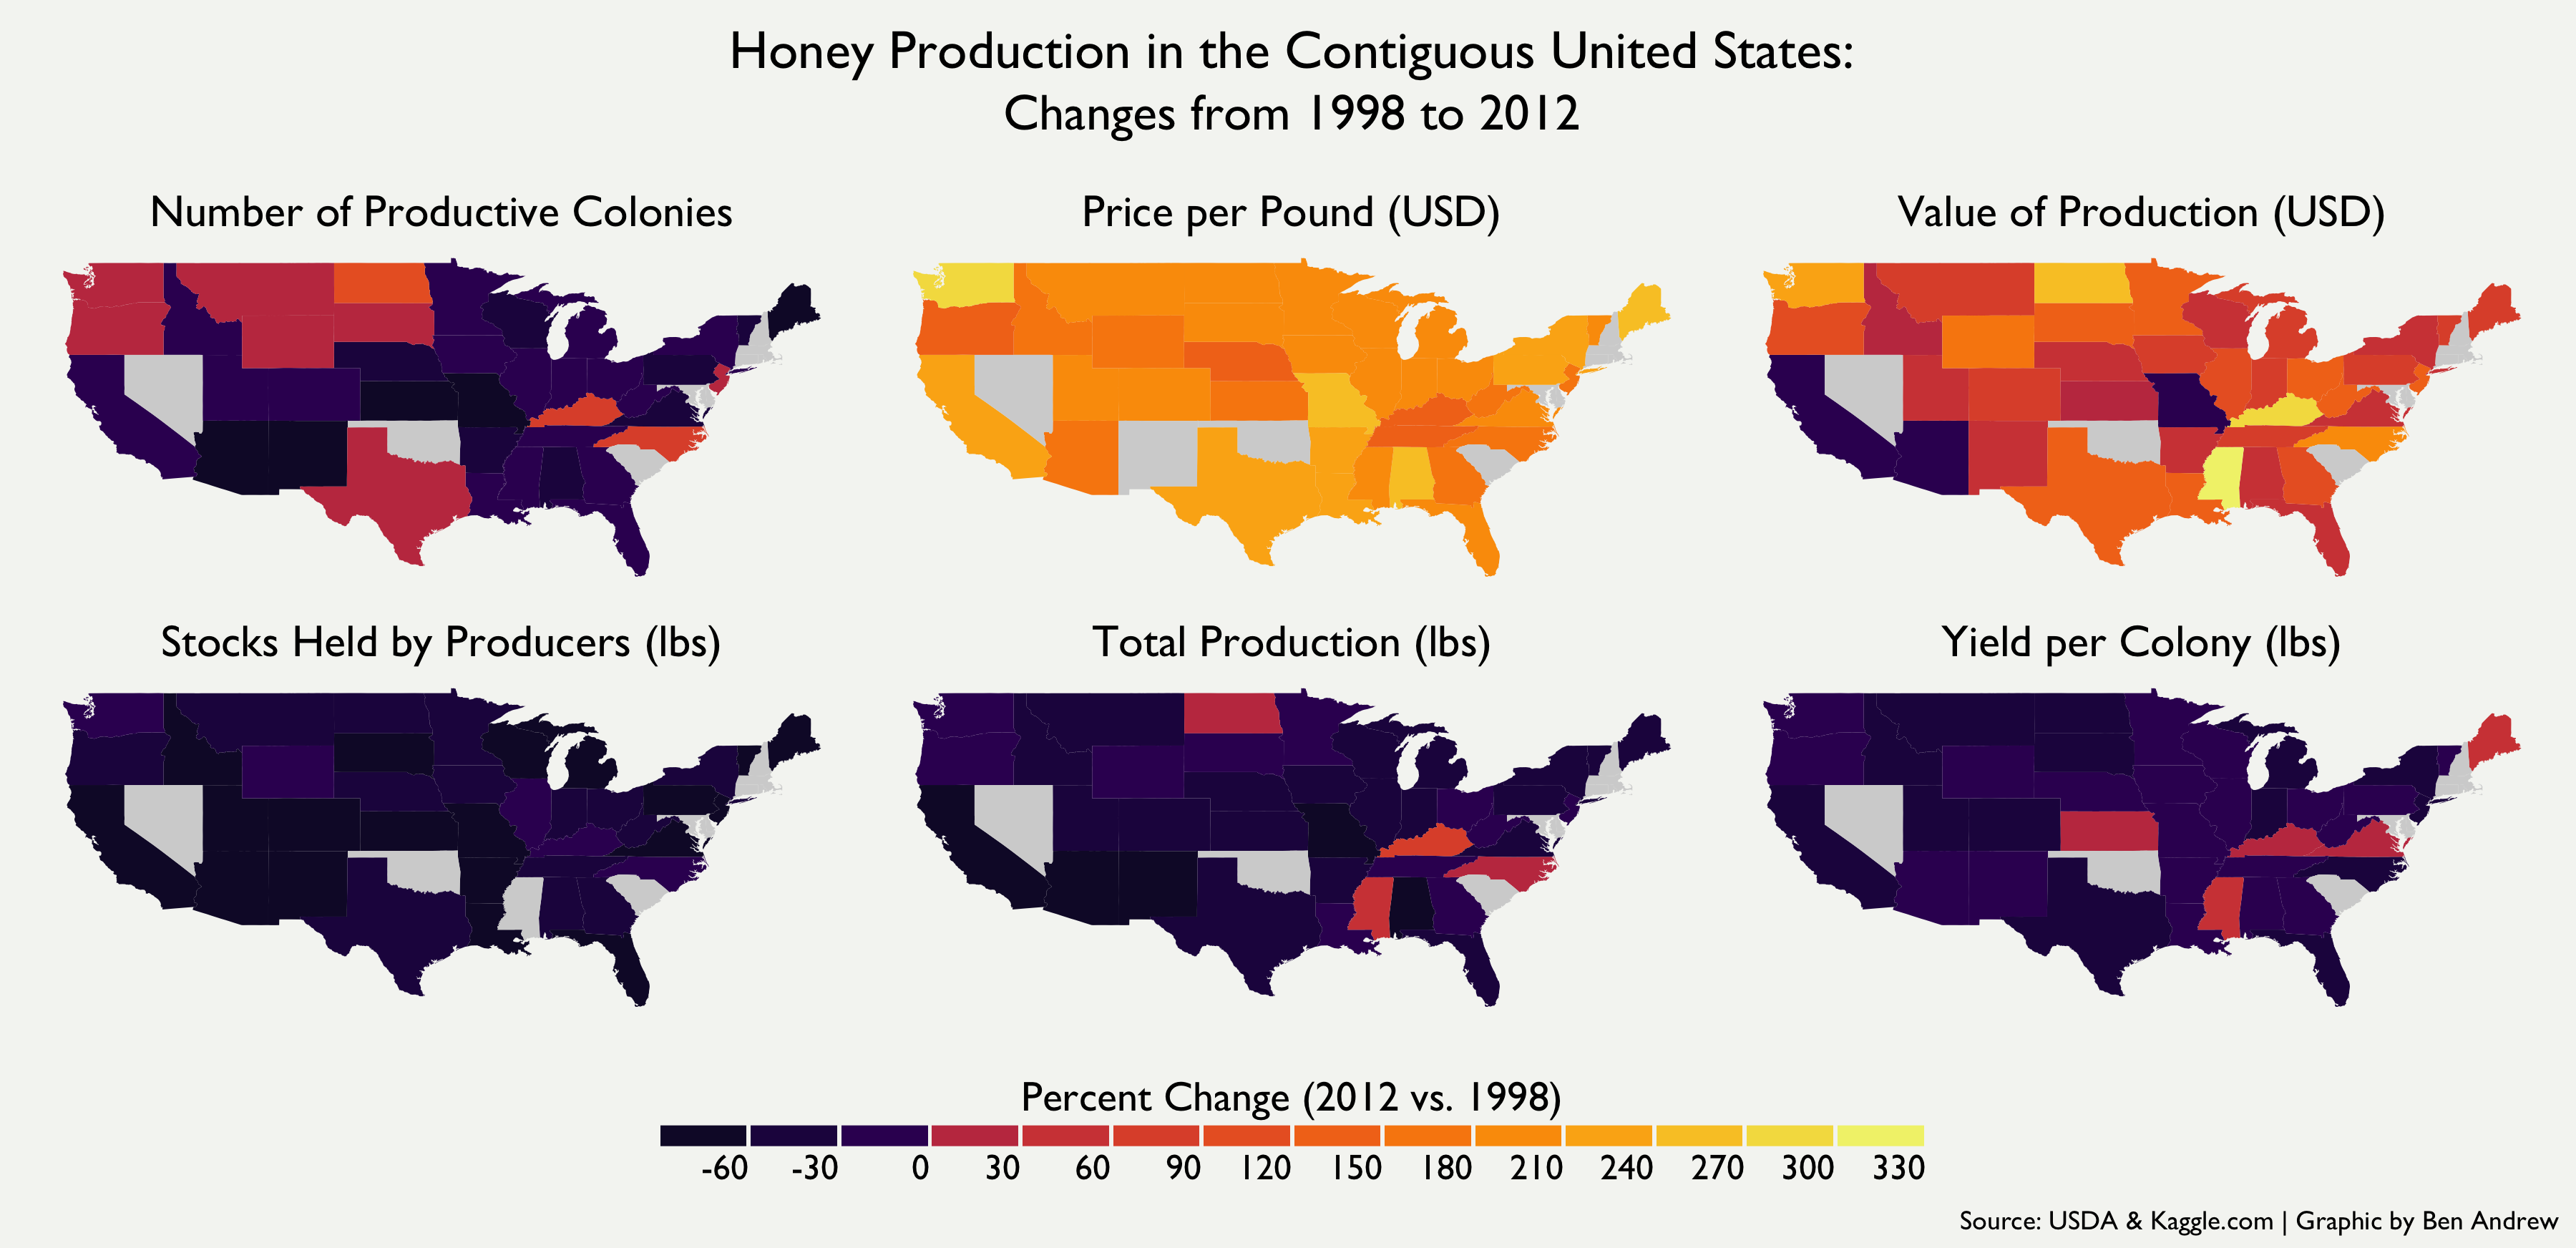 Honey Production in the Contiguous United States:
Changes from 1998 to 2012
Number of Productive Colonies
Price per Pound (USD)
Value of Production (USD)
Stocks Held by Producers (lbs)
Total Production (lbs)
Yield per Colony (lbs)
Percent Change (2012 vs. 1998)
-60 -30 0 30 60 90 120 150 180 210 240 270 300 330
Source: USDA & Kaggle.com | Graphic by Ben Andrew